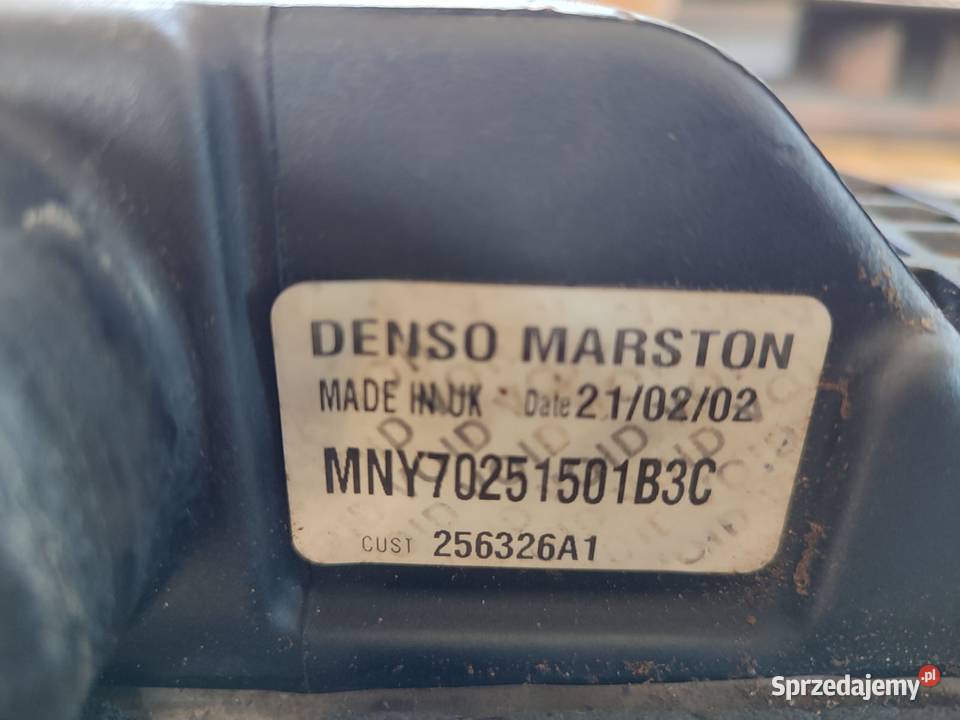 DENSO MARSTON
MADE IN UK Date 21/02/02
MNY70251501B3C
CUST 256326A1
Sprzedajemy.pl